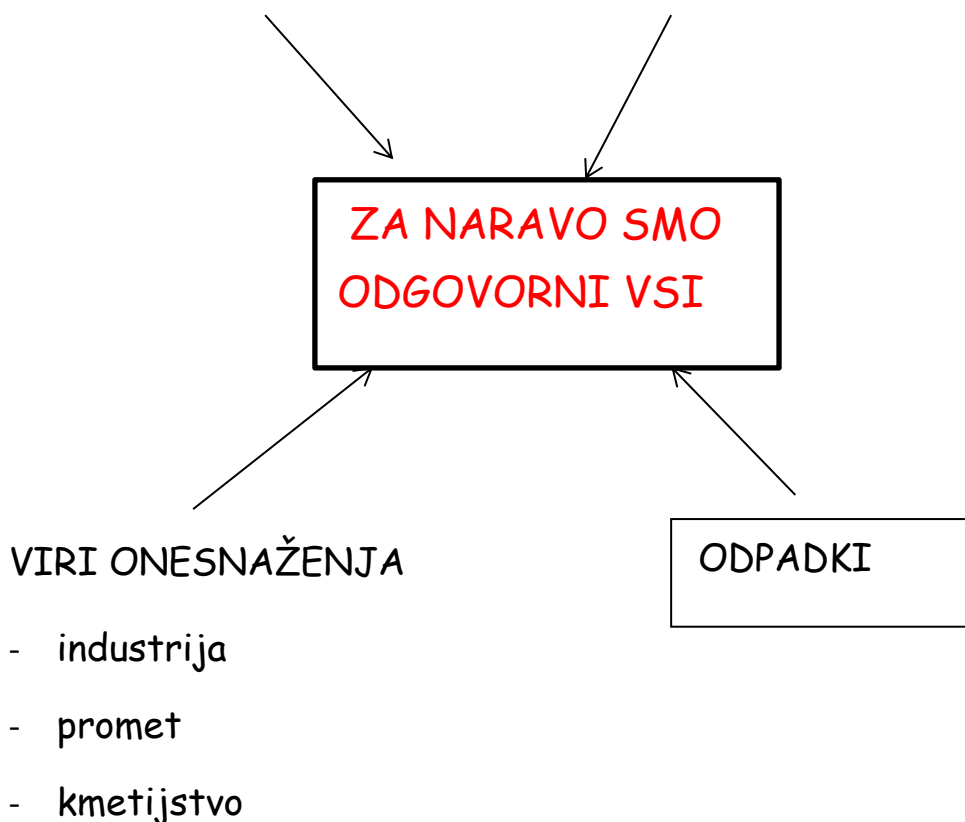 ZA NARAVO SMO
ODGOVORNI VSI
VIRI ONESNAŽENJA
- industrija
- promet
- kmetijstvo
ODPADKI